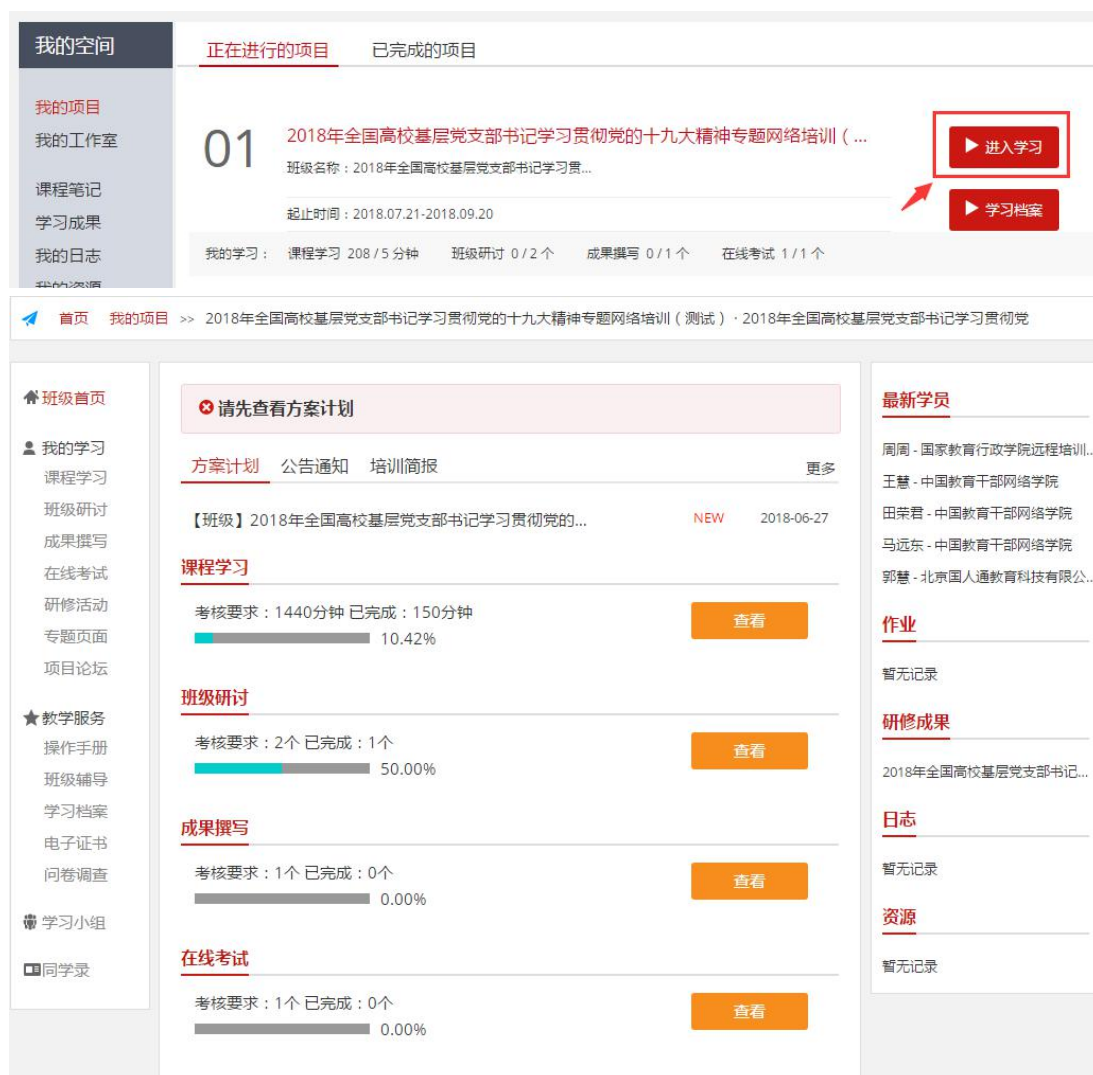 我的空间
正在进行的项目 已完成的项目
我的项目
我的工作室
课程笔记
学习成果
我的日志
我的资源
01
2018年全国高校基层党支部书记学习贯彻党的十九大精神专题网络培训（...
班级名称：2018年全国高校基层党支部书记学习贯...
起止时间：2018.07.21-2018.09.20
进入学习
学习档案
我的学习： 课程学习 208 / 5 分钟 班级研讨 0 / 2 个 成果撰写 0 / 1 个 在线考试 1 / 1 个
首页 我的项目 >> 2018年全国高校基层党支部书记学习贯彻党的十九大精神专题网络培训（测试）· 2018年全国高校基层党支部书记学习贯彻党
班级首页
我的学习
课程学习
班级研讨
成果撰写
在线考试
研修活动
专题页面
项目论坛
教学服务
操作手册
班级辅导
学习档案
电子证书
问卷调查
学习小组
同学录
请先查看方案计划
方案计划 公告通知 培训简报 更多
【班级】2018年全国高校基层党支部书记学习贯彻党的... NEW 2018-06-27
课程学习
考核要求：1440分钟 已完成：150分钟
10.42%
查看
班级研讨
考核要求：2个 已完成：1个
50.00%
查看
成果撰写
考核要求：1个 已完成：0个
0.00%
查看
在线考试
考核要求：1个 已完成：0个
0.00%
查看
最新学员
周周 - 国家教育行政学院远程培训...
王慧 - 中国教育干部网络学院
田荣君 - 中国教育干部网络学院
马远东 - 中国教育干部网络学院
郭慧 - 北京国人通教育科技有限公...
作业
暂无记录
研修成果
2018年全国高校基层党支部书记...
日志
暂无记录
资源
暂无记录